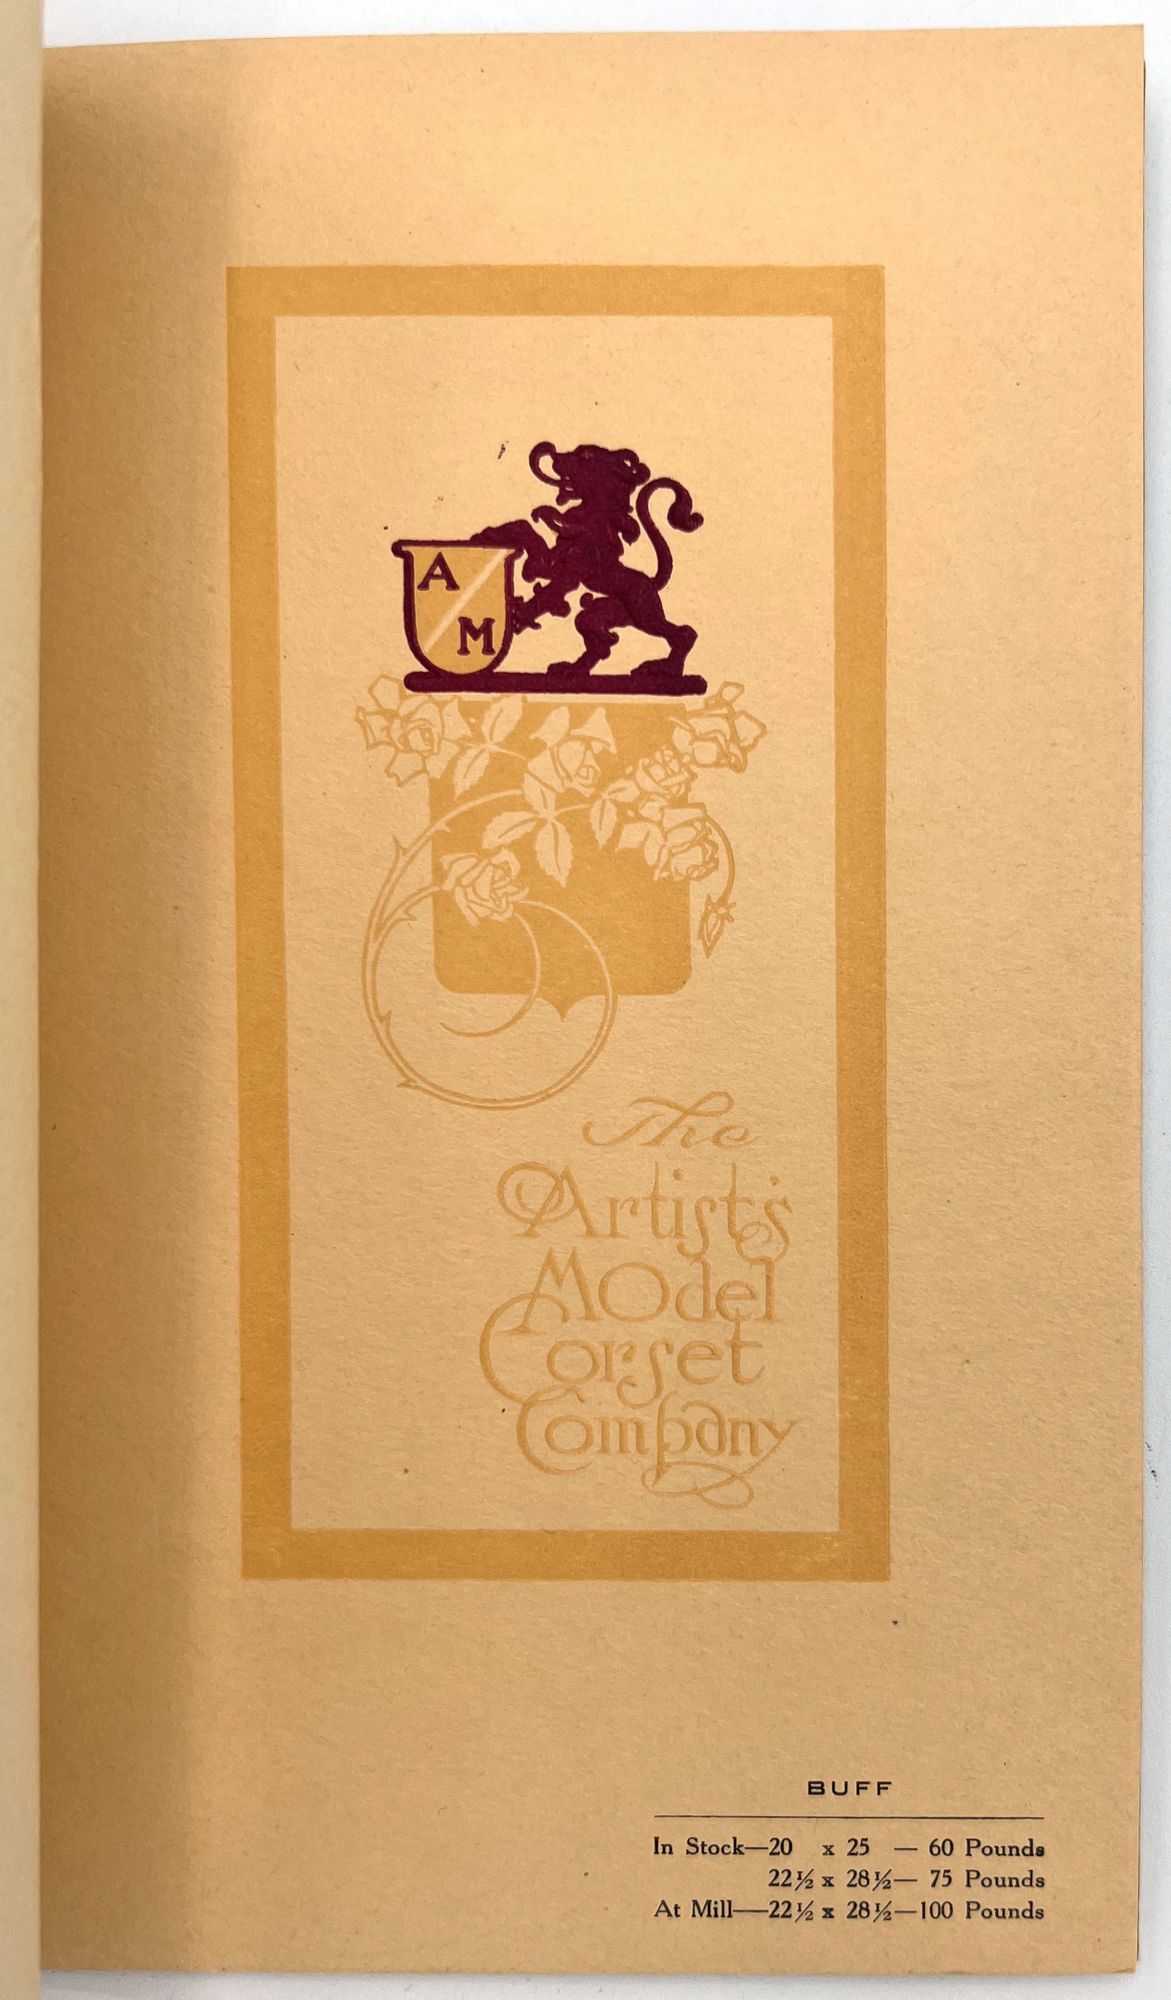 A
M
The
Artist's
Model
Corset
Company
BUFF
In Stock—20 x 25 — 60 Pounds
22½ x 28½— 75 Pounds
At Mill—22½ x 28½—100 Pounds